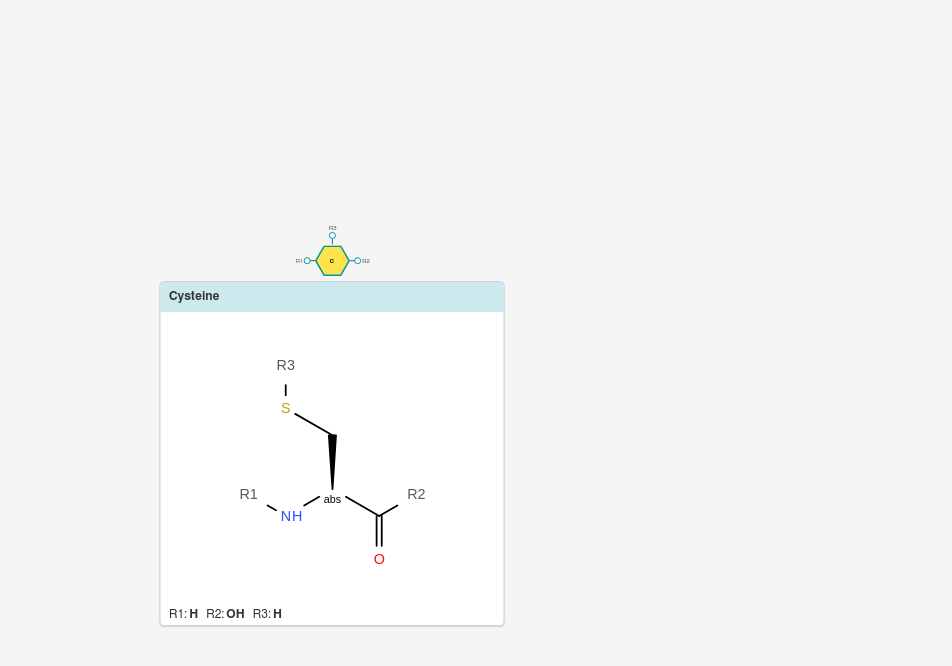 R3
R1 C R2
Cysteine
R3
S
R1 abs R2
NH
O
R1: H R2: OH R3: H